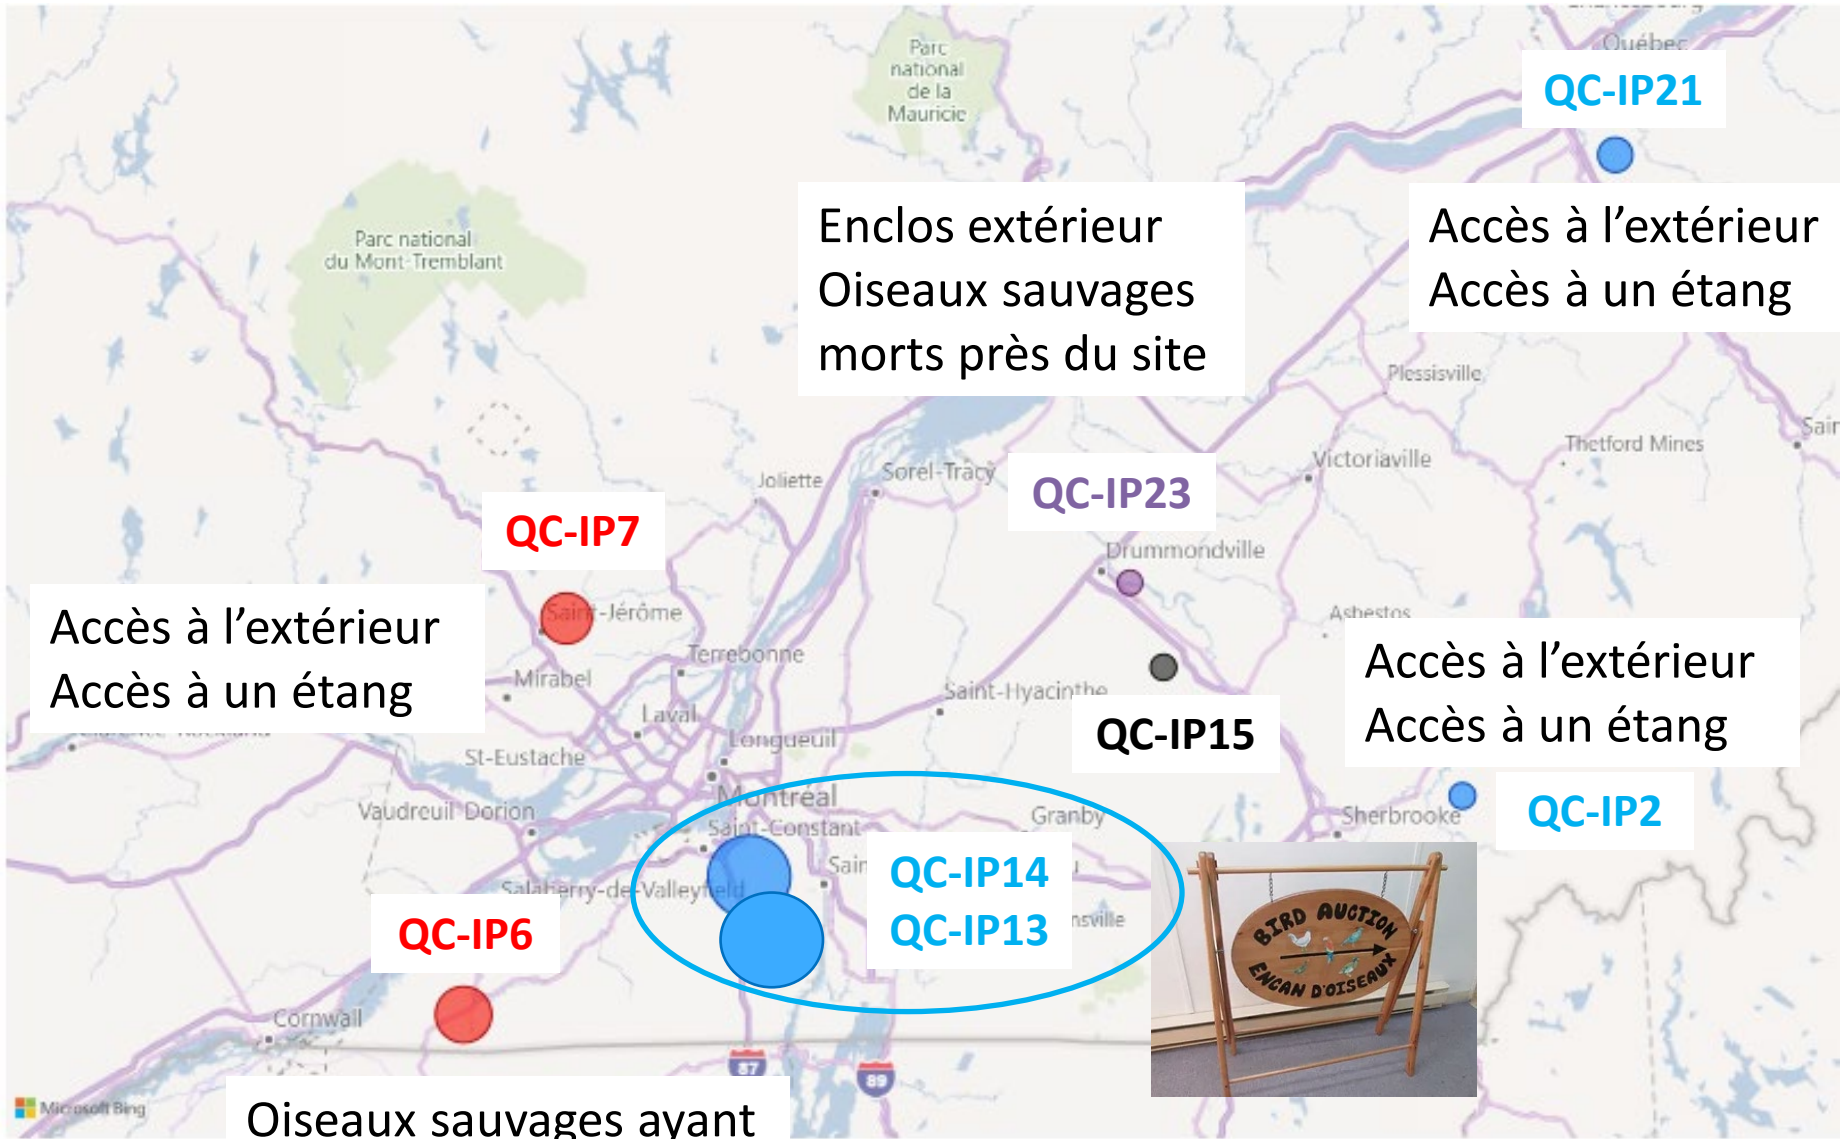 Québec
QC-IP21
Parc
national
de la
Mauricie
Accès à l’extérieur
Accès à un étang
Enclos extérieur
Oiseaux sauvages
morts près du site
Parc national
du Mont-Tremblant
Plessisville
Thetford Mines
Victoriaville
Joliette
Sorel-Tracy
QC-IP23
QC-IP7
Drummondville
Saint-Jérôme
Asbestos
Accès à l’extérieur
Accès à un étang
Terrebonne
Mirabel
Saint-Hyacinthe
Accès à l’extérieur
Accès à un étang
Laval
Longueuil
QC-IP15
St-Eustache
Montréal
Vaudreuil-Dorion
Saint-Constant
Granby
Sherbrooke
QC-IP2
QC-IP14
QC-IP13
Salaberry-de-Valleyfield
QC-IP6
BIRD AUCTION
ENCAN D'OISEAUX
Cornwall
87
89
Microsoft Bing
Oiseaux sauvages ayant